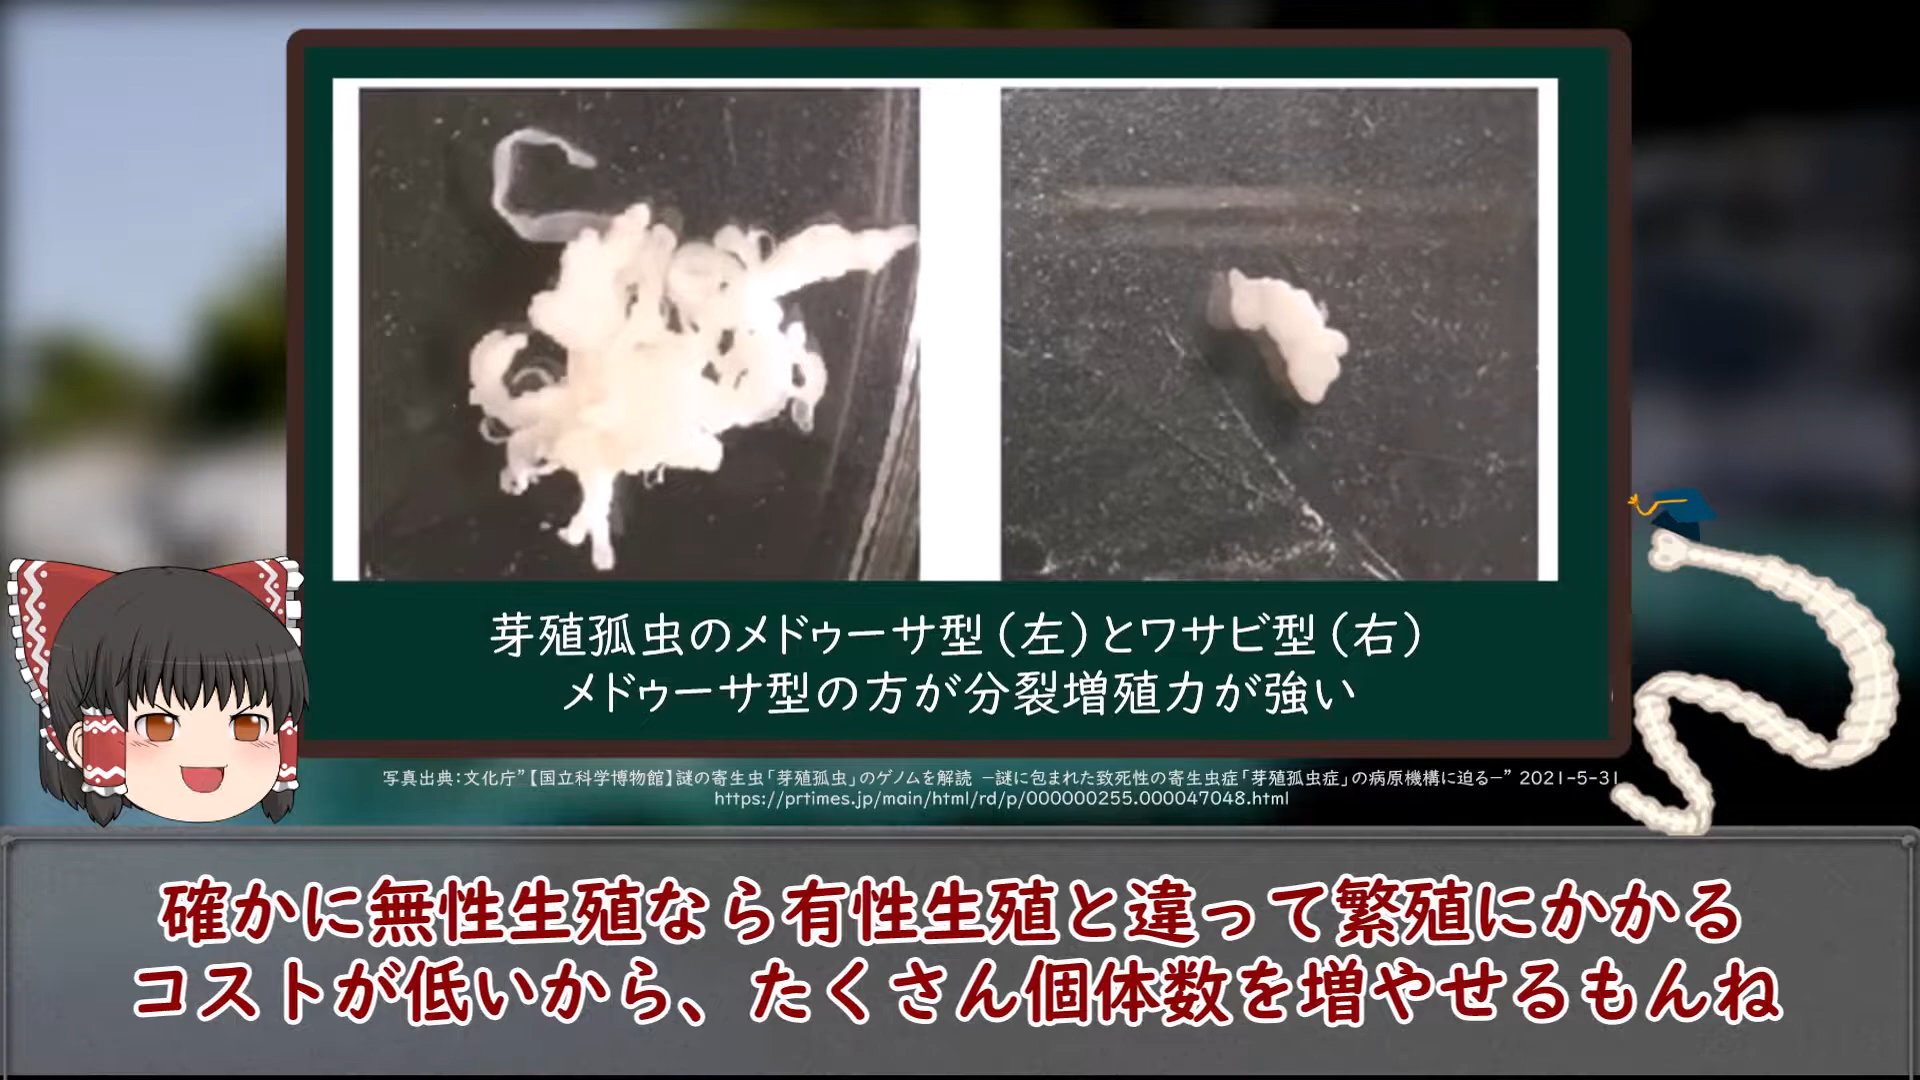 芽殖孤虫のメドゥーサ型（左）とワサビ型（右）
メドゥーサ型の方が分裂増殖力が強い
写真出典：文化庁”【国立科学博物館】謎の寄生虫「芽殖孤虫」のゲノムを解読 −謎に包まれた致死性の寄生虫症「芽殖孤虫症」の病原機構に迫る−” 2021-5-31
https://prtimes.jp/main/html/rd/p/000000255.000047048.html
確かに無性生殖なら有性生殖と違って繁殖にかかる
コストが低いから、たくさん個体数を増やせるもんね